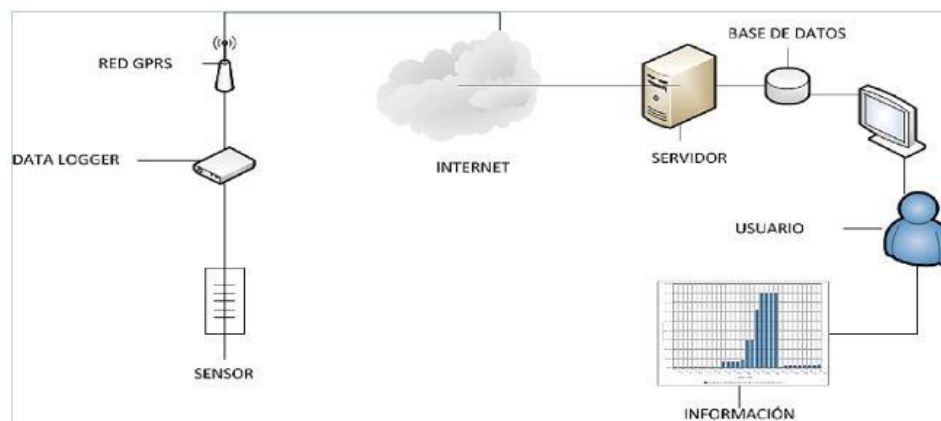 BASE DE DATOS
RED GPRS
DATA LOGGER
INTERNET
SERVIDOR
USUARIO
SENSOR
INFORMACIÓN